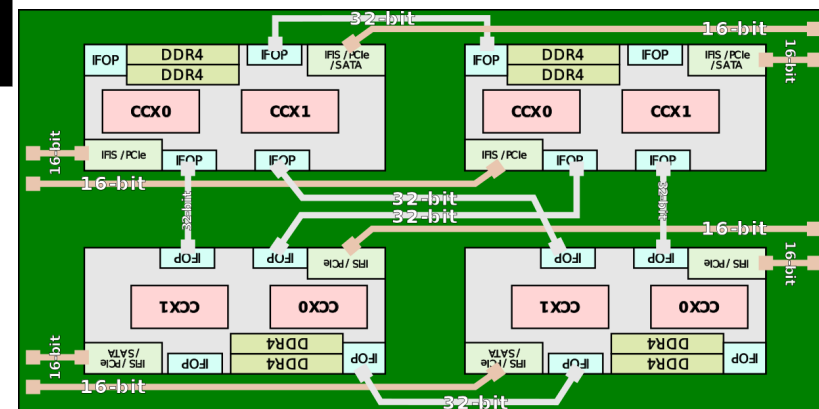 32-bit
16-bit
IFOP
DDR4
DDR4
IFOP
IFIS /PCIe
/SATA
CCX0
CCX1
IFIS /PCIe
IFOP
IFOP
IFOP
DDR4
DDR4
IFOP
IFIS /PCIe
/SATA
16-bit
CCX0
CCX1
IFIS /PCIe
IFOP
IFOP
16-bit
16-bit
32-bit
32-bit
32-bit
32-bit
16-bit
IFOP
IFOP
IFIS /PCIe
CCX1
CCX0
DDR4
DDR4
IFIS /PCIe
/SATA
IFOP
IFOP
IFOP
IFOP
IFIS /PCIe
16-bit
CCX1
CCX0
DDR4
DDR4
IFIS /PCIe
/SATA
IFOP
IFOP
16-bit
16-bit
32-bit